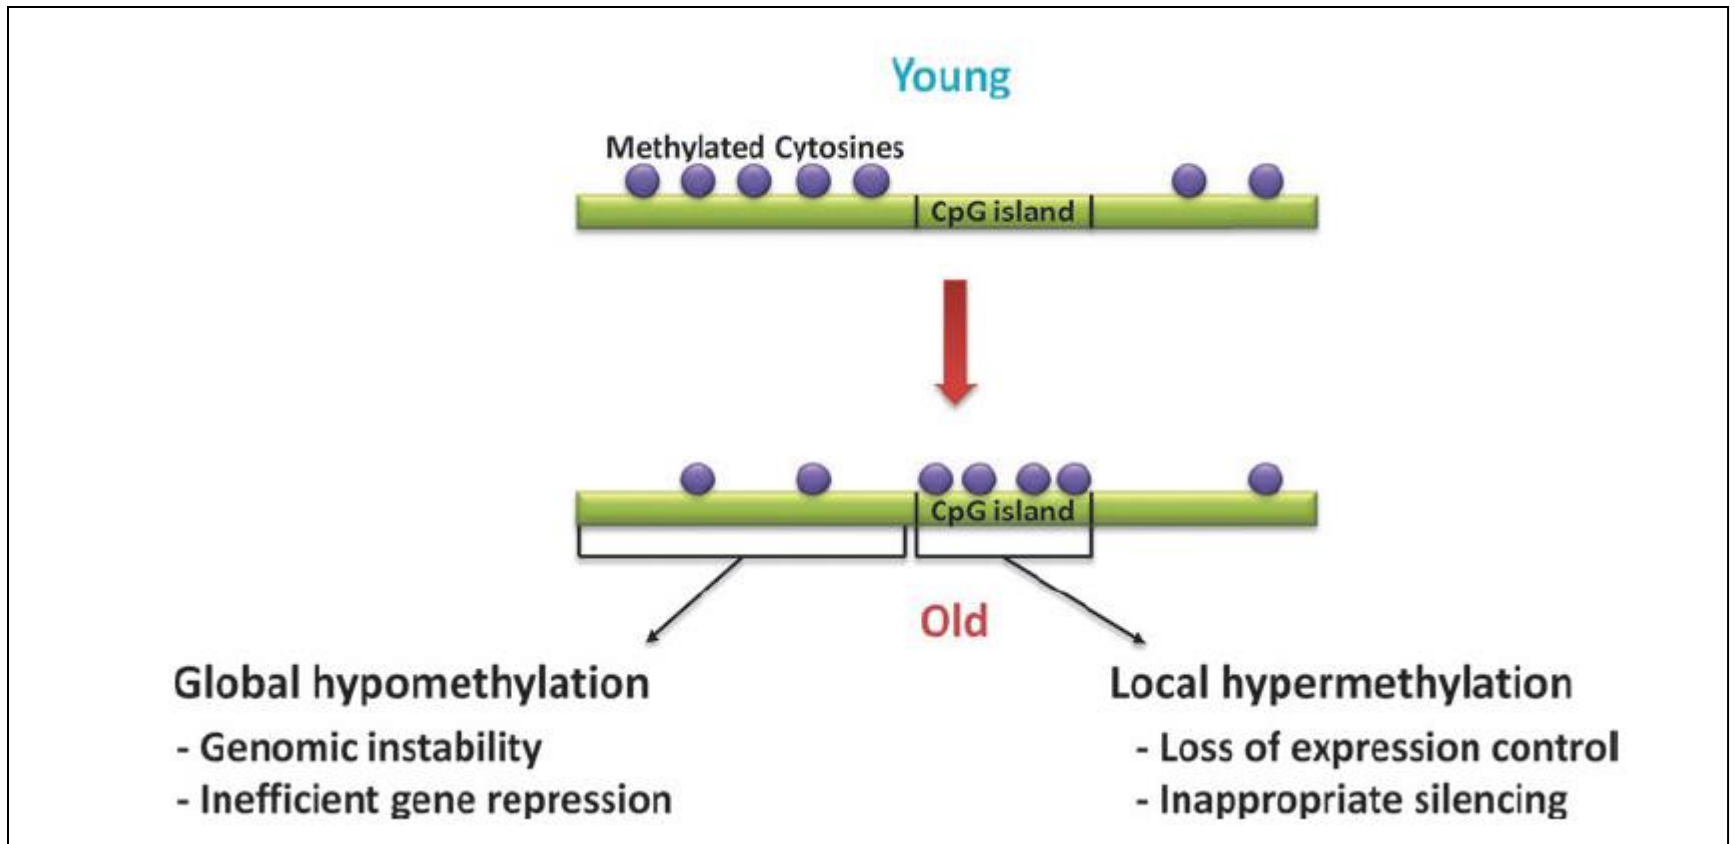 Young
Methylated Cytosines
CpG island
CpG island
Old
Global hypomethylation
- Genomic instability
- Inefficient gene repression
Local hypermethylation
- Loss of expression control
- Inappropriate silencing